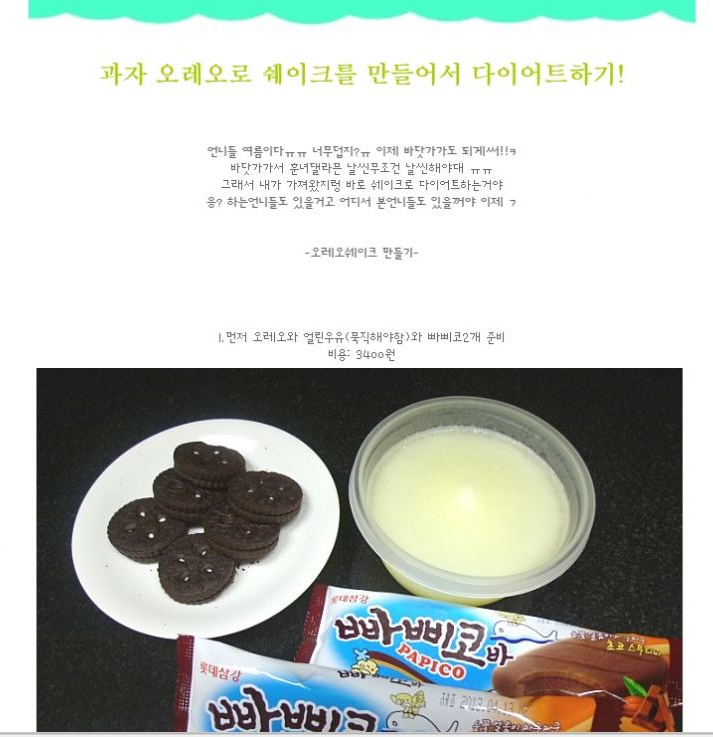 과자 오레오로 쉐이크를 만들어서 다이어트하기!
언니들 여름이다ㅠㅠ 너무덥지?ㅠ 이제 바닷가가도 되게써!!ㅋ
바닷가가서 훈녀댈라믄 날씬무조건 날씬해야대 ㅠㅠ
그래서 내가 가져왔지렁 바로 쉐이크로 다이어트하는거야
응? 하는언니들도 있을거고 어디서 본언니들도 있을꺼야 이제 ㄱ
-오레오쉐이크 만들기-
1.먼저 오레오와 얼린우유(묵직해야함)와 빠삐코2개 준비
비용: 3400원
롯데삼강
빠삐코바
PAPICO
초코 스무디바
제조 2013.04.13
롯데삼강
빠삐코